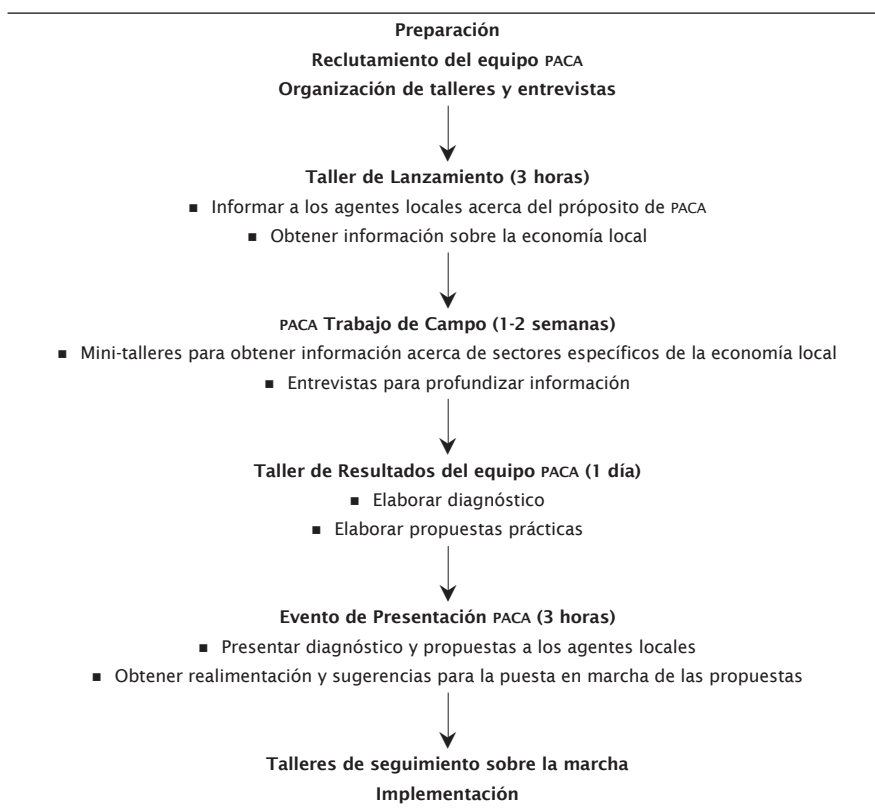 Preparación
Reclutamiento del equipo PACA
Organización de talleres y entrevistas
Taller de Lanzamiento (3 horas)
▪ Informar a los agentes locales acerca del próposito de PACA
▪ Obtener información sobre la economía local
PACA Trabajo de Campo (1-2 semanas)
▪ Mini-talleres para obtener información acerca de sectores específicos de la economía local
▪ Entrevistas para profundizar información
Taller de Resultados del equipo PACA (1 día)
▪ Elaborar diagnóstico
▪ Elaborar propuestas prácticas
Evento de Presentación PACA (3 horas)
▪ Presentar diagnóstico y propuestas a los agentes locales
▪ Obtener realimentación y sugerencias para la puesta en marcha de las propuestas
Talleres de seguimiento sobre la marcha
Implementación